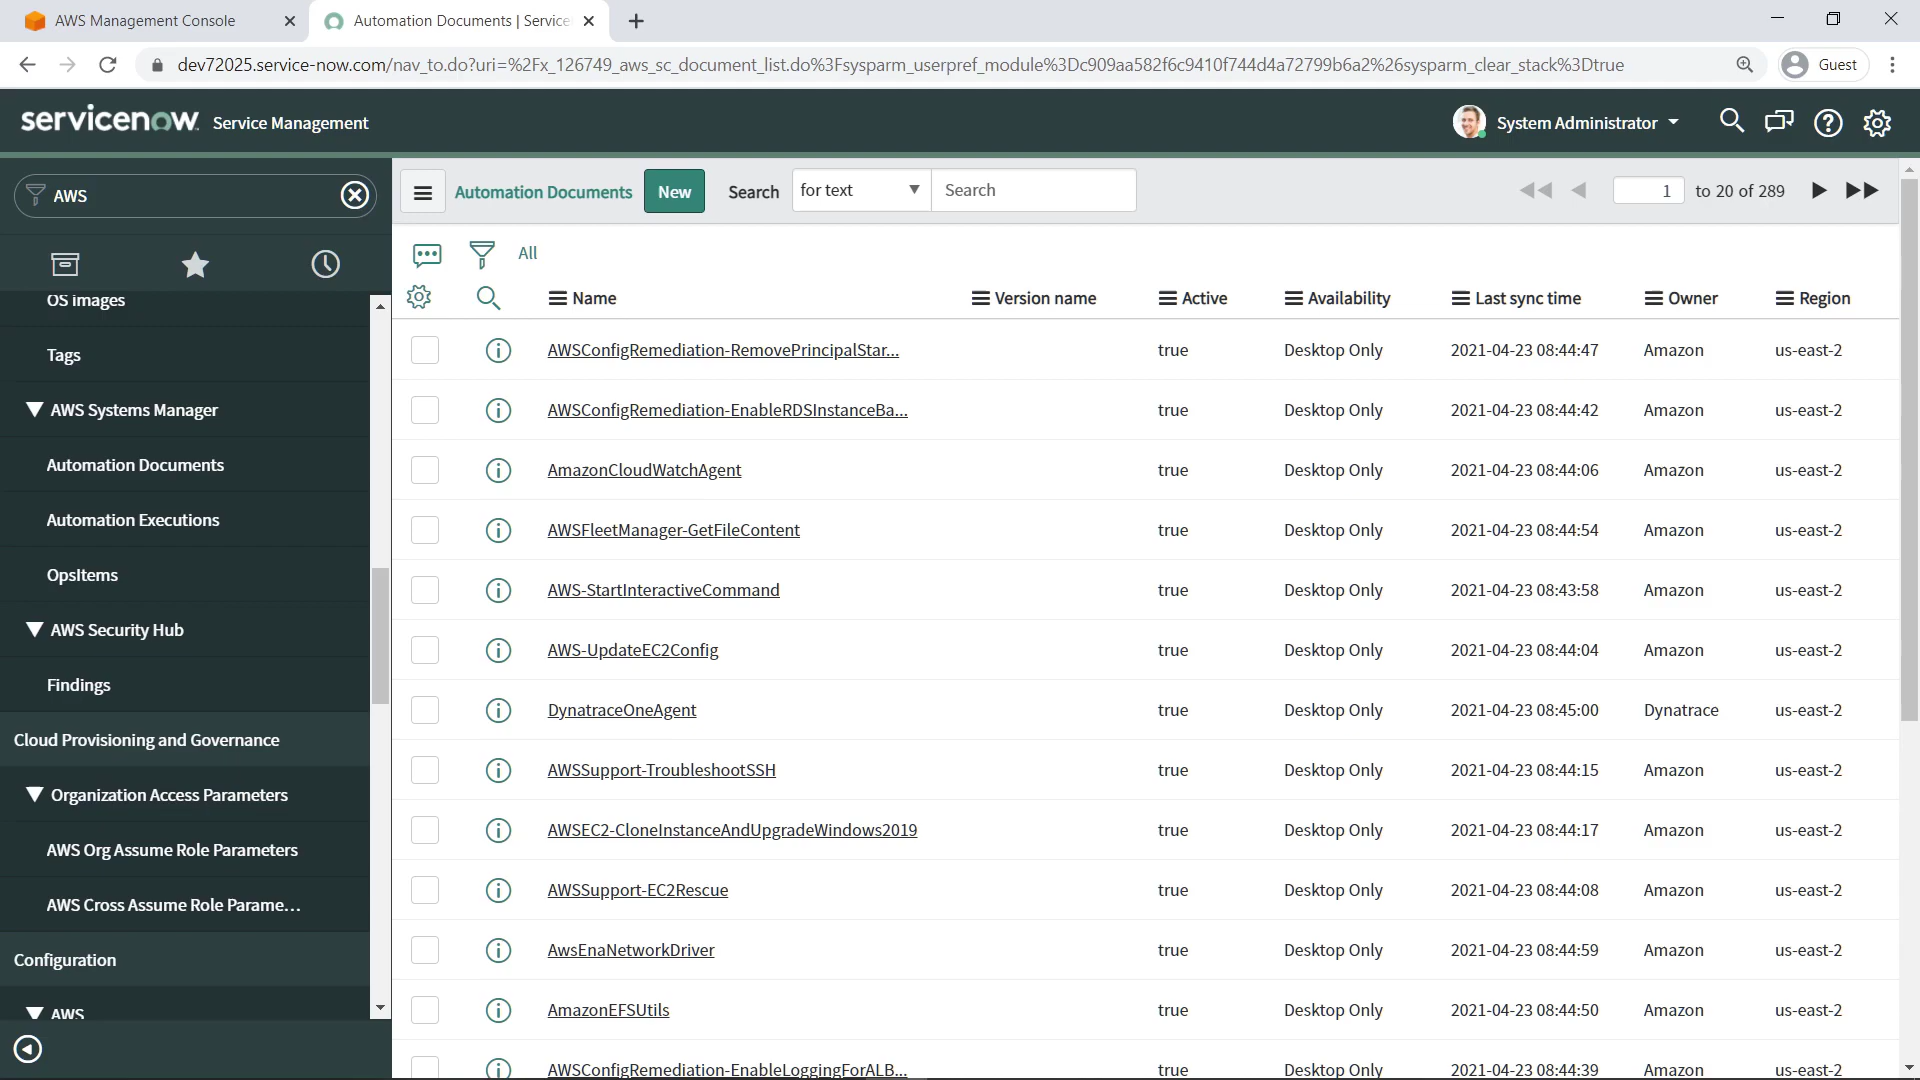 AWS Management Console
Automation Documents | Service
dev72025.service-now.com/nav_to.do?uri=%2Fx_126749_aws_sc_document_list.do%3Fsysparm_userpref_module%3Dc909aa582f6c9410f744d4a72799b6a2%26sysparm_clear_stack%3Dtrue
Guest
servicenow Service Management
System Administrator
AWS
OS images
Tags
AWS Systems Manager
Automation Documents
Automation Executions
OpsItems
AWS Security Hub
Findings
Cloud Provisioning and Governance
Organization Access Parameters
AWS Org Assume Role Parameters
AWS Cross Assume Role Parame...
Configuration
AWS
Automation Documents New Search for text Search 1 to 20 of 289
All
Name Version name Active Availability Last sync time Owner Region
AWSConfigRemediation-RemovePrincipalStar... true Desktop Only 2021-04-23 08:44:47 Amazon us-east-2
AWSConfigRemediation-EnableRDSInstanceBa... true Desktop Only 2021-04-23 08:44:42 Amazon us-east-2
AmazonCloudWatchAgent true Desktop Only 2021-04-23 08:44:06 Amazon us-east-2
AWSFleetManager-GetFileContent true Desktop Only 2021-04-23 08:44:54 Amazon us-east-2
AWS-StartInteractiveCommand true Desktop Only 2021-04-23 08:43:58 Amazon us-east-2
AWS-UpdateEC2Config true Desktop Only 2021-04-23 08:44:04 Amazon us-east-2
DynatraceOneAgent true Desktop Only 2021-04-23 08:45:00 Dynatrace us-east-2
AWSSupport-TroubleshootSSH true Desktop Only 2021-04-23 08:44:15 Amazon us-east-2
AWSEC2-CloneInstanceAndUpgradeWindows2019 true Desktop Only 2021-04-23 08:44:17 Amazon us-east-2
AWSSupport-EC2Rescue true Desktop Only 2021-04-23 08:44:08 Amazon us-east-2
AwsEnaNetworkDriver true Desktop Only 2021-04-23 08:44:59 Amazon us-east-2
AmazonEFSUtils true Desktop Only 2021-04-23 08:44:50 Amazon us-east-2
AWSConfigRemediation-EnableLoggingForALB... true Desktop Only 2021-04-23 08:44:39 Amazon us-east-2